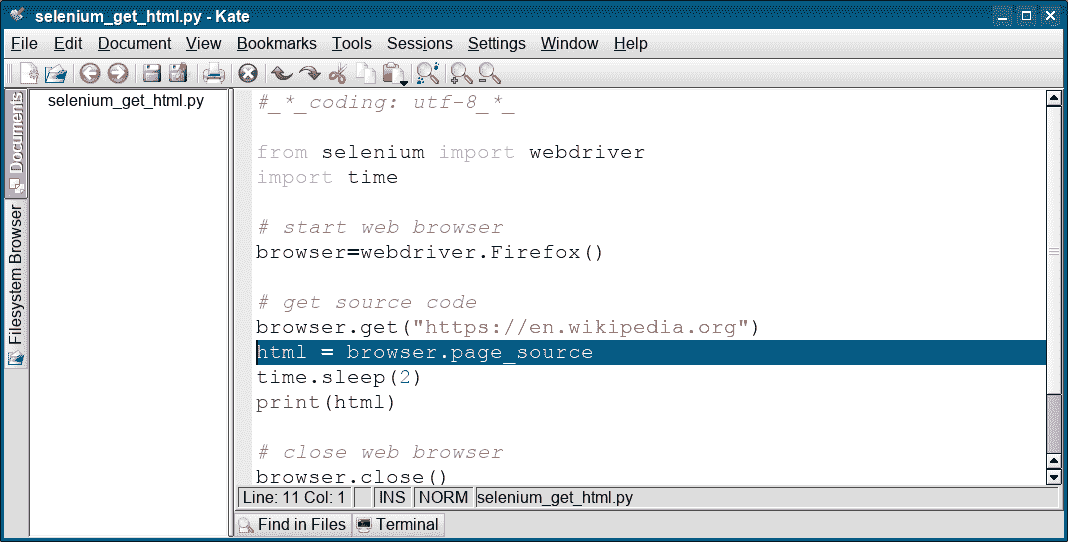 selenium_get_html.py - Kate
File Edit Document View Bookmarks Tools Sessions Settings Window Help
Documents
Filesystem Browser
selenium_get_html.py
#_*_coding: utf-8_*_
from selenium import webdriver
import time
# start web browser
browser=webdriver.Firefox()
# get source code
browser.get("https://en.wikipedia.org")
html = browser.page_source
time.sleep(2)
print(html)
# close web browser
browser.close()
Line: 11 Col: 1 INS NORM selenium_get_html.py
Find in Files Terminal